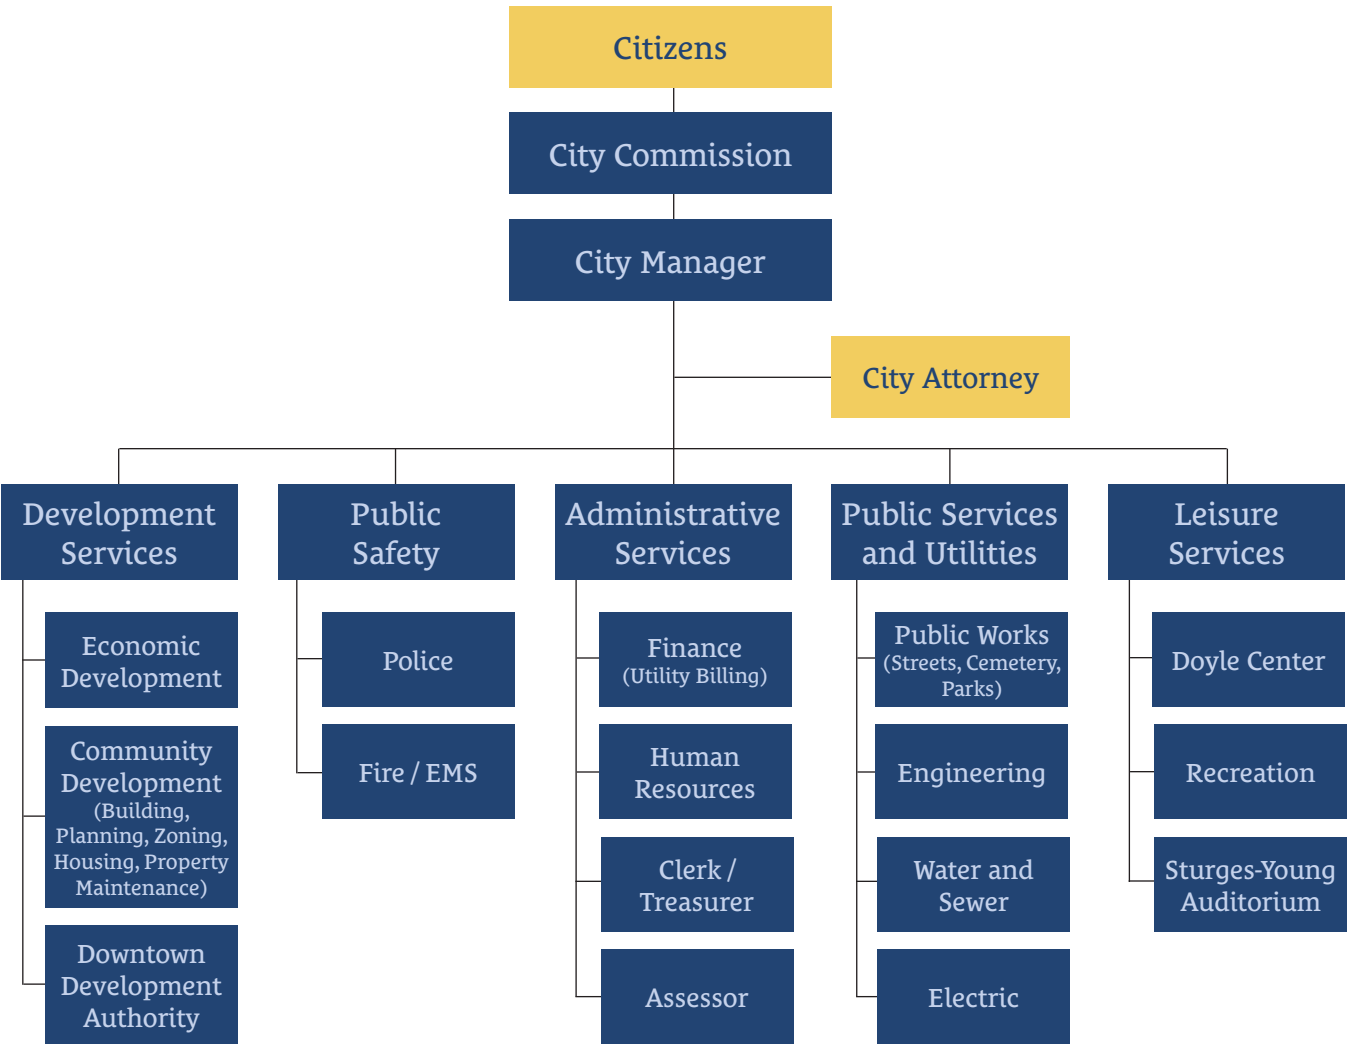 Citizens
City Commission
City Manager
City Attorney
Development
Services
Economic
Development
Community
Development
(Building,
Planning, Zoning,
Housing, Property
Maintenance)
Downtown
Development
Authority
Public
Safety
Police
Fire / EMS
Administrative
Services
Finance
(Utility Billing)
Human
Resources
Clerk /
Treasurer
Assessor
Public Services
and Utilities
Public Works
(Streets, Cemetery,
Parks)
Engineering
Water and
Sewer
Electric
Leisure
Services
Doyle Center
Recreation
Sturges-Young
Auditorium